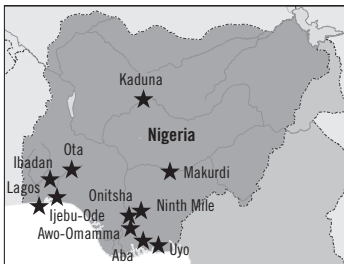 Kaduna
Nigeria
Ota
Ibadan
Makurdi
Lagos
Onitsha
Ninth Mile
Ijebu-Ode
Awo-Omamma
Aba
Uyo